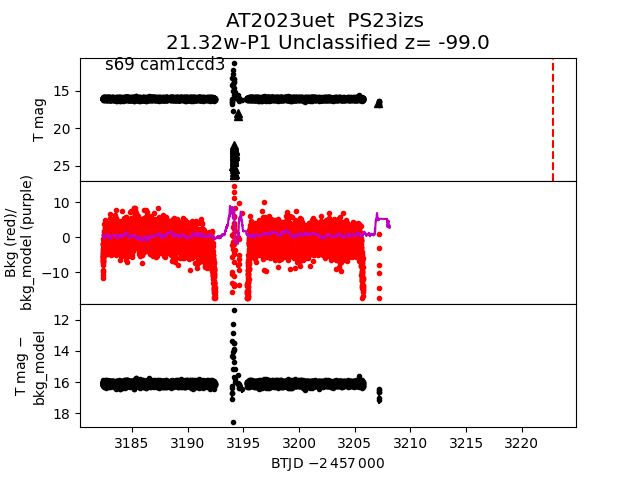 AT2023uet  PS23izs
21.32w-P1 Unclassified z= -99.0
s69 cam1ccd3
T mag
15
20
25
Bkg (red)/
bkg_model (purple)
10
0
−10
T mag −
bkg_model
12
14
16
18
3185 3190 3195 3200 3205 3210 3215 3220
BTJD −2 457 000